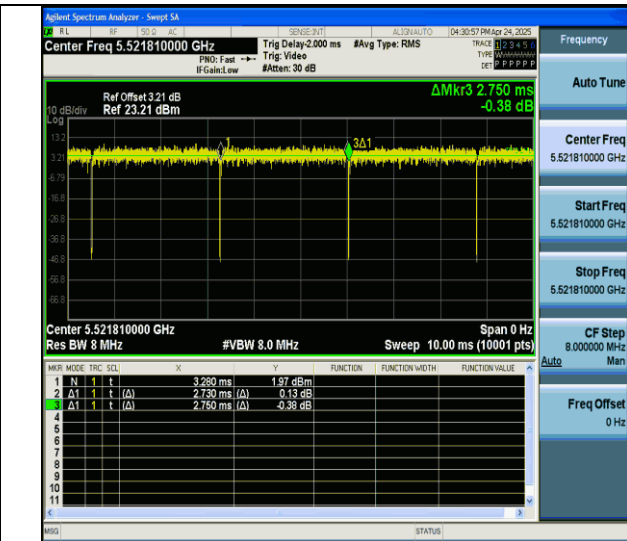 Agilent Spectrum Analyzer - Swept SA
RL RF 50 Ω AC SENSE:INT ALIGNAUTO 04:30:57 PM Apr 24, 2025
Center Freq 5.521810000 GHz
PNO: Fast
IFGain:Low
Trig Delay-2.000 ms
Trig: Video
#Atten: 30 dB
#Avg Type: RMS
TRACE 1 2 3 4 5 6
TYPE
DET P P P P P P
Frequency
Auto Tune
Center Freq
5.521810000 GHz
Start Freq
5.521810000 GHz
Stop Freq
5.521810000 GHz
CF Step
8.000000 MHz
Auto Man
Freq Offset
0 Hz
ΔMkr3 2.750 ms
-0.38 dB
Ref Offset 3.21 dB
10 dB/div Ref 23.21 dBm
Log
13.2
3.21
-6.79
-16.8
-26.8
-36.8
-46.8
-56.8
-66.8
1
3Δ1
Center 5.521810000 GHz Span 0 Hz
Res BW 8 MHz #VBW 8.0 MHz Sweep 10.00 ms (10001 pts)
MKR MODE TRC SCL X Y FUNCTION FUNCTION WIDTH FUNCTION VALUE
1 N 1 t 3.280 ms 1.97 dBm
2 Δ1 1 t (Δ) 2.730 ms (Δ) 0.13 dB
3 Δ1 1 t (Δ) 2.750 ms (Δ) -0.38 dB
4
5
6
7
8
9
10
11
MSG STATUS